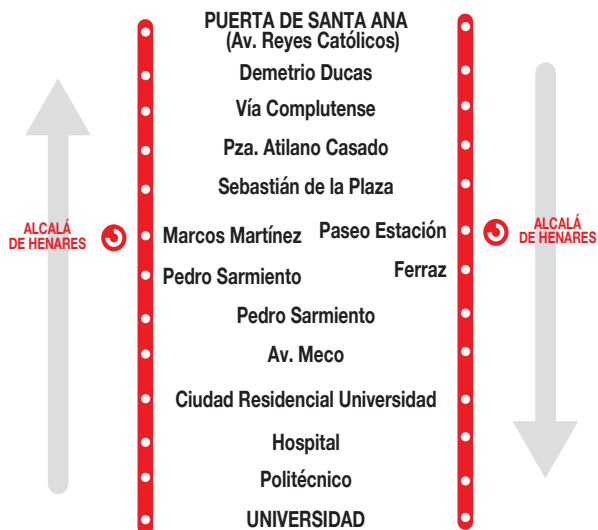 PUERTA DE SANTA ANA
(Av. Reyes Católicos)
Demetrio Ducas
Vía Complutense
Pza. Atilano Casado
Sebastián de la Plaza
ALCALÁ
DE HENARES
Marcos Martínez
Paseo Estación
ALCALÁ
DE HENARES
Pedro Sarmiento
Ferraz
Pedro Sarmiento
Av. Meco
Ciudad Residencial Universidad
Hospital
Politécnico
UNIVERSIDAD